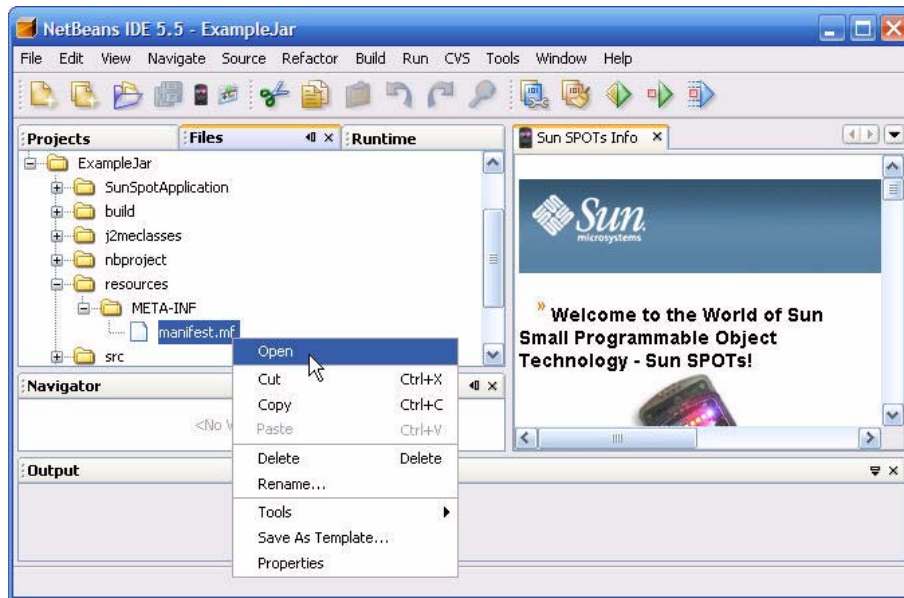 NetBeans IDE 5.5 - ExampleJar
File Edit View Navigate Source Refactor Build Run CVS Tools Window Help
Projects Files Runtime
ExampleJar
SunSpotApplication
build
j2meclasses
nbproject
resources
META-INF
manifest.mf
src
Sun SPOTs Info
Sun
microsystems
» Welcome to the World of Sun
Small Programmable Object
Technology - Sun SPOTs!
Navigator
<No V
Output
Open
Cut Ctrl+X
Copy Ctrl+C
Paste Ctrl+V
Delete Delete
Rename...
Tools
Save As Template...
Properties